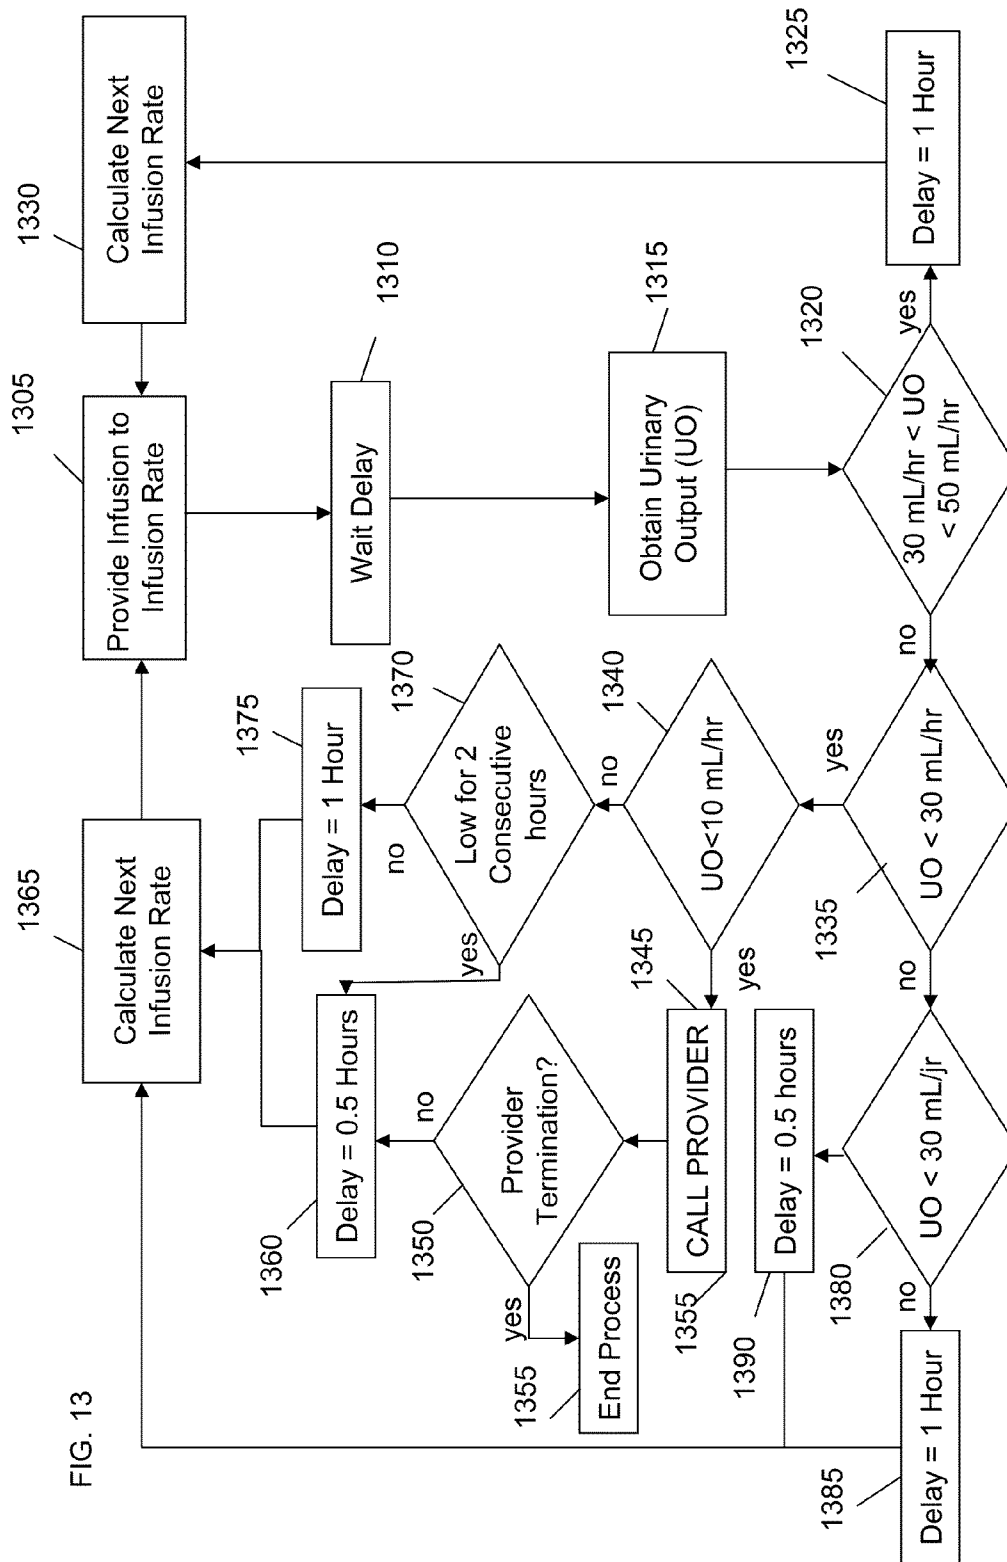 FIG. 13
1365
Calculate Next
Infusion Rate
1305
Provide Infusion to
Infusion Rate
1330
Calculate Next
Infusion Rate
1310
Wait Delay
1315
Obtain Urinary
Output (UO)
1320
30 mL/hr < UO
< 50 mL/hr
yes
no
1325
Delay = 1 Hour
1335
UO < 30 mL/hr
yes
no
1340
UO<10 mL/hr
no
yes
1370
Low for 2
Consecutive
hours
no
yes
1375
Delay = 1 Hour
1360
Delay = 0.5 Hours
1345
CALL PROVIDER
1355
1350
Provider
Termination?
no
yes
1355
End Process
1380
UO < 30 mL/jr
no
1390
Delay = 0.5 hours
1385
Delay = 1 Hour